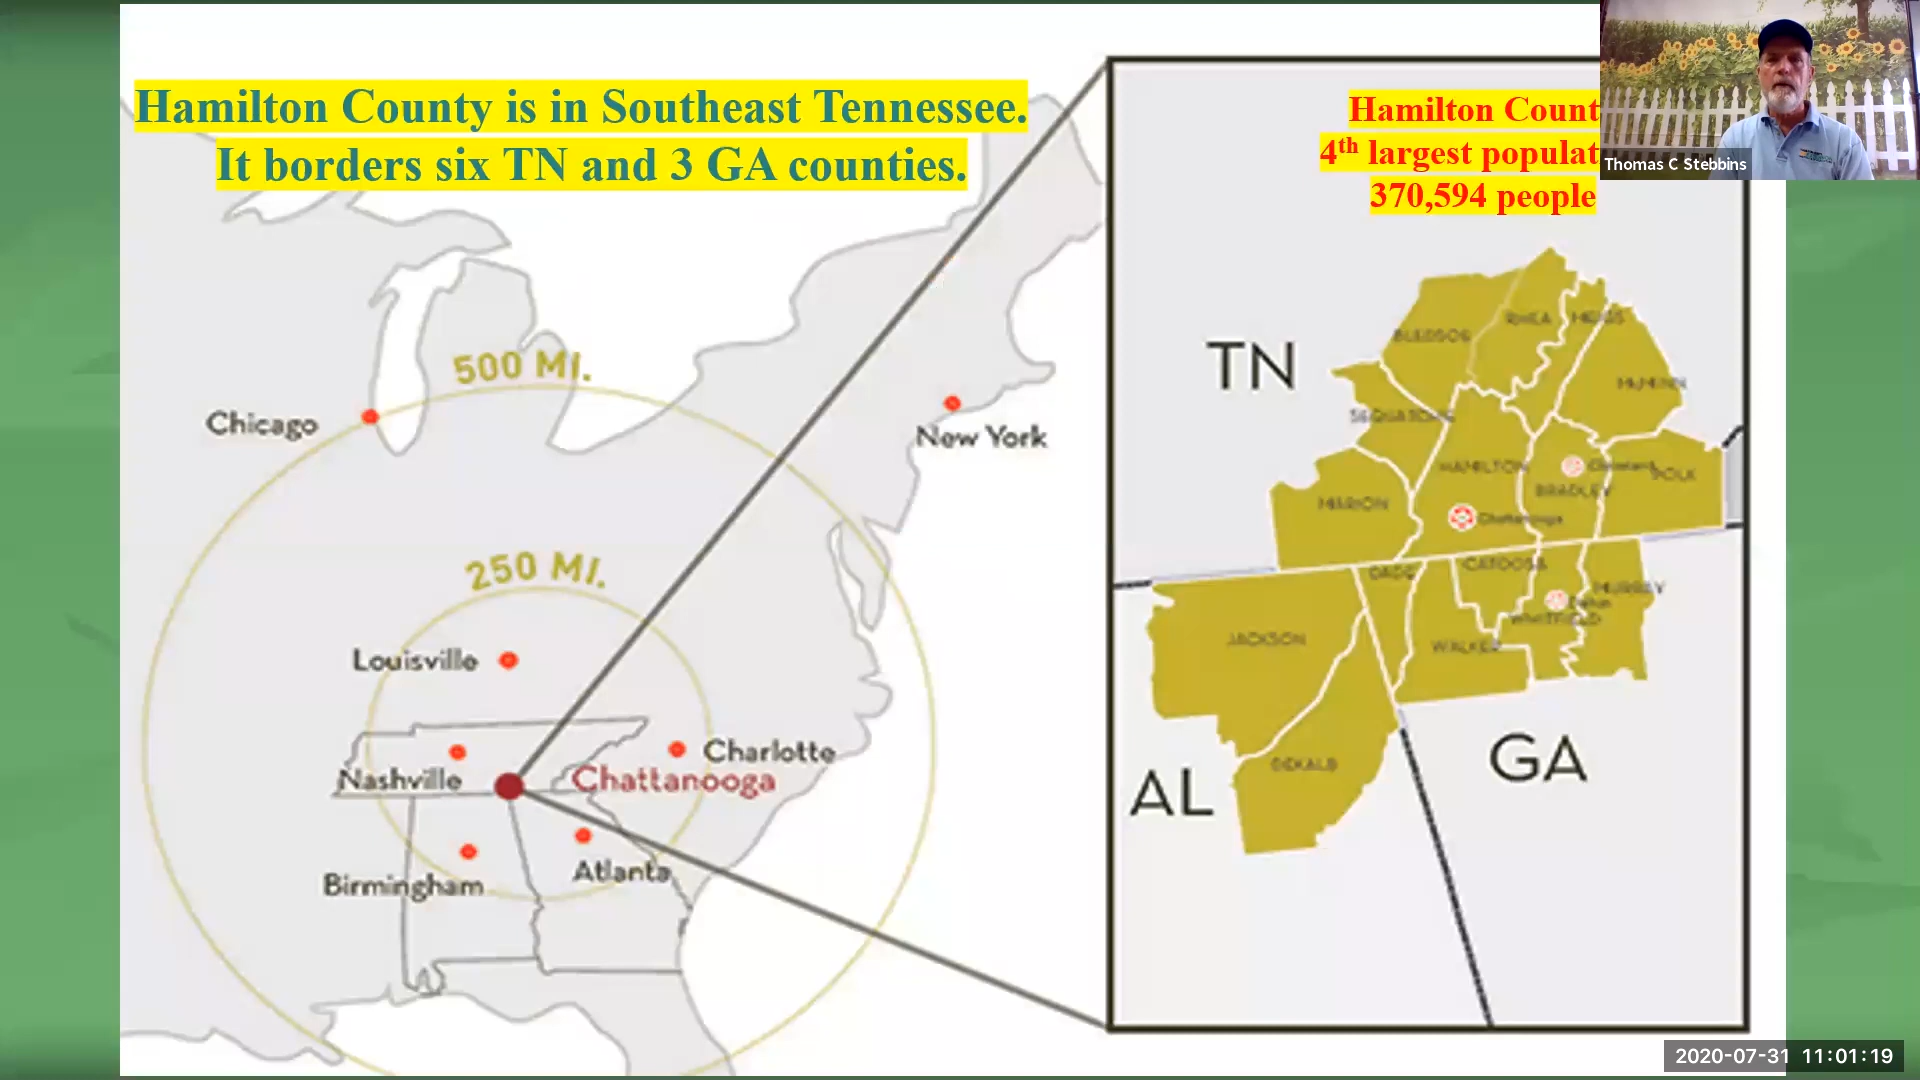 Hamilton County is in Southeast Tennessee.
It borders six TN and 3 GA counties.
Hamilton Count
4th largest populat
370,594 people
Thomas C Stebbins
500 MI.
Chicago
New York
250 MI.
Louisville
Nashville
Charlotte
Chattanooga
Birmingham
Atlanta
TN
RHEA
MEIGS
BLEDSOE
MCMINN
SEQUATCHIE
HAMILTON
Cleveland
POLK
BRADLEY
MARION
Chattanooga
DADE
CATOOSA
MURRAY
Dalton
WHITFIELD
JACKSON
WALKER
DEKALB
AL
GA
2020-07-31 11:01:19